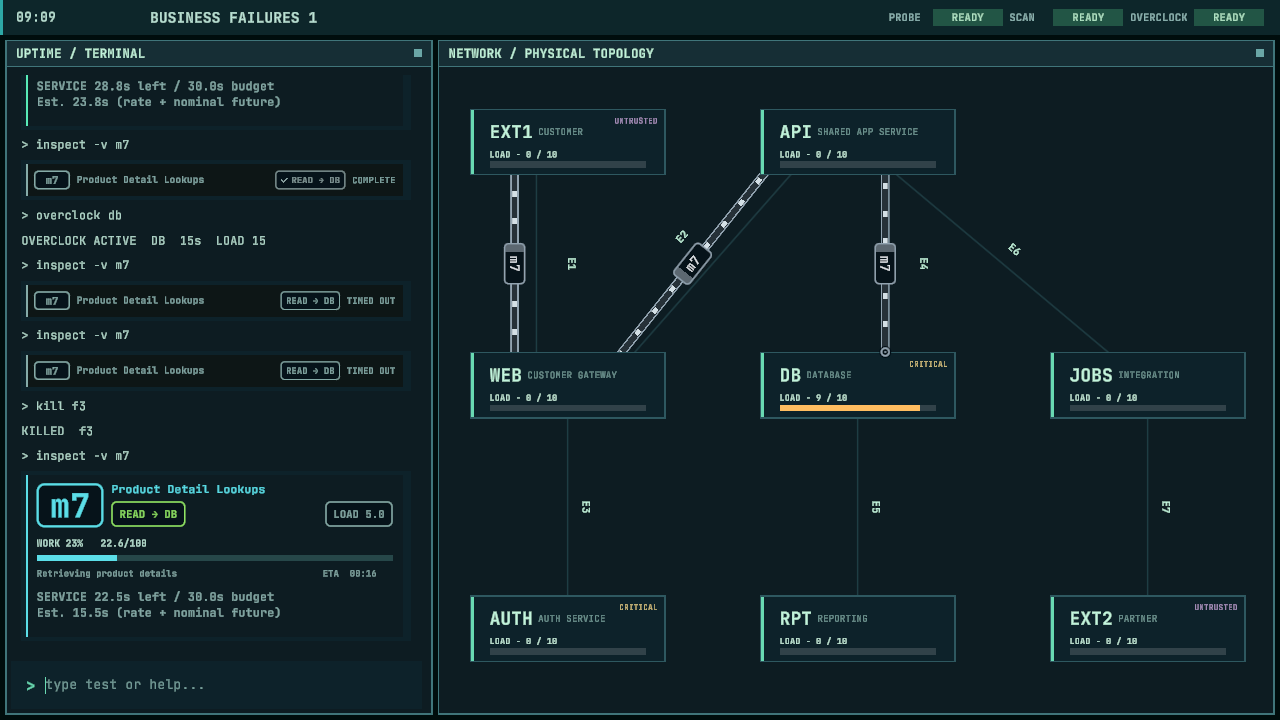 09:09
BUSINESS FAILURES 1
PROBE READY SCAN READY OVERCLOCK READY
UPTIME / TERMINAL
SERVICE 28.8s left / 30.0s budget
Est. 23.8s (rate + nominal future)
> inspect -v m7
m7 Product Detail Lookups ✓ READ → DB COMPLETE
> overclock db
OVERCLOCK ACTIVE DB 15s LOAD 15
> inspect -v m7
m7 Product Detail Lookups READ → DB TIMED OUT
> inspect -v m7
m7 Product Detail Lookups READ → DB TIMED OUT
> kill f3
KILLED f3
> inspect -v m7
m7 Product Detail Lookups
READ → DB LOAD 5.0
WORK 23% 22.6/100
Retrieving product details ETA 00:16
SERVICE 22.5s left / 30.0s budget
Est. 15.5s (rate + nominal future)
> type test or help...
NETWORK / PHYSICAL TOPOLOGY
UNTRUSTED
EXT1 CUSTOMER
LOAD - 0 / 10
API SHARED APP SERVICE
LOAD - 0 / 10
m7
E1
E2
m7
m7
E4
E6
WEB CUSTOMER GATEWAY
LOAD - 0 / 10
CRITICAL
DB DATABASE
LOAD - 9 / 10
JOBS INTEGRATION
LOAD - 0 / 10
E3
E5
E7
CRITICAL
AUTH AUTH SERVICE
LOAD - 0 / 10
RPT REPORTING
LOAD - 0 / 10
UNTRUSTED
EXT2 PARTNER
LOAD - 0 / 10